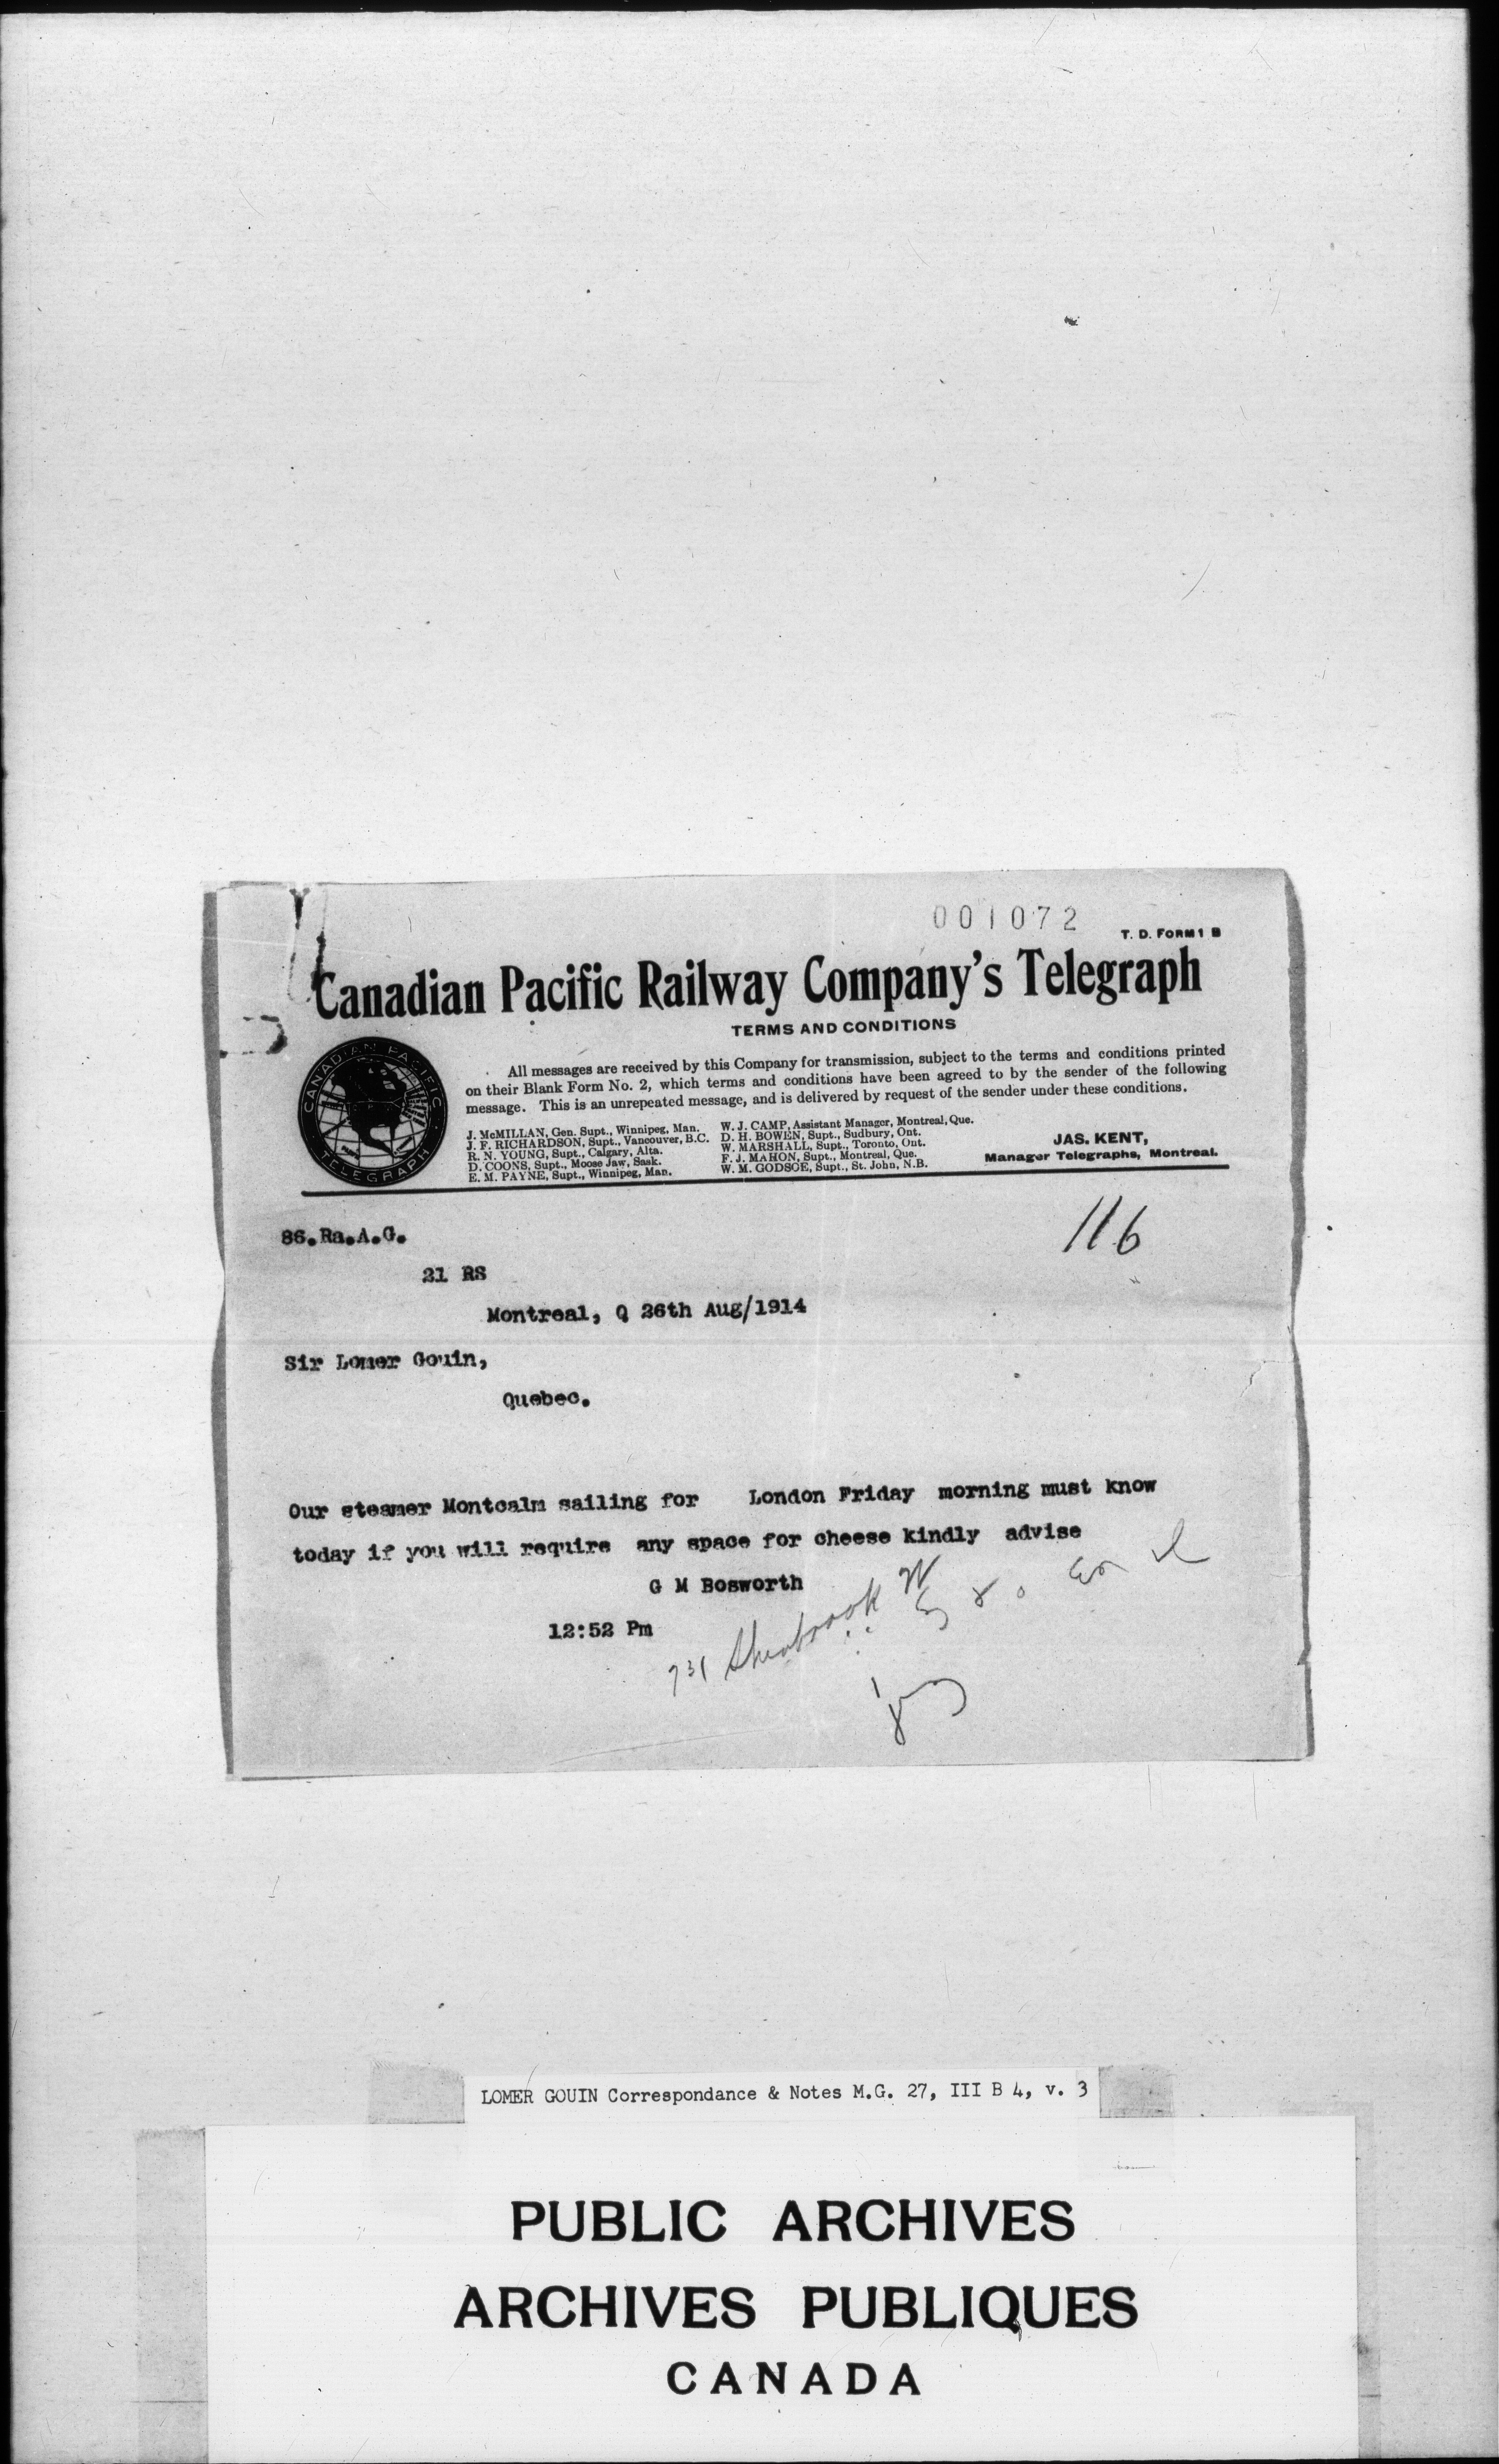 001072
T. D. FORM 1 B
Canadian Pacific Railway Company's Telegraph
TERMS AND CONDITIONS
CANADIAN PACIFIC
TELEGRAPH
All messages are received by this Company for transmission, subject to the terms and conditions printed
on their Blank Form No. 2, which terms and conditions have been agreed to by the sender of the following
message. This is an unrepeated message, and is delivered by request of the sender under these conditions.
J. McMILLAN, Gen. Supt., Winnipeg, Man.
J. F. RICHARDSON, Supt., Vancouver, B.C.
R. N. YOUNG, Supt., Calgary, Alta.
D. COONS, Supt., Moose Jaw, Sask.
E. M. PAYNE, Supt., Winnipeg, Man.
W. J. CAMP, Assistant Manager, Montreal, Que.
D. H. BOWEN, Supt., Sudbury, Ont.
W. MARSHALL, Supt., Toronto, Ont.
F. J. MAHON, Supt., Montreal, Que.
W. M. GODSOE, Supt., St. John, N.B.
JAS. KENT,
Manager Telegraphs, Montreal.
116
86.Ra.A.G.
21 RS
Montreal, Q 26th Aug/1914
Sir Lomer Gouin,
Quebec.
Our steamer Montcalm sailing for London Friday morning must know
today if you will require any space for cheese kindly advise
G M Bosworth
12:52 Pm
731 Sherbrook W
LOMER GOUIN Correspondance & Notes M.G. 27, III B 4, v. 3
PUBLIC ARCHIVES
ARCHIVES PUBLIQUES
CANADA